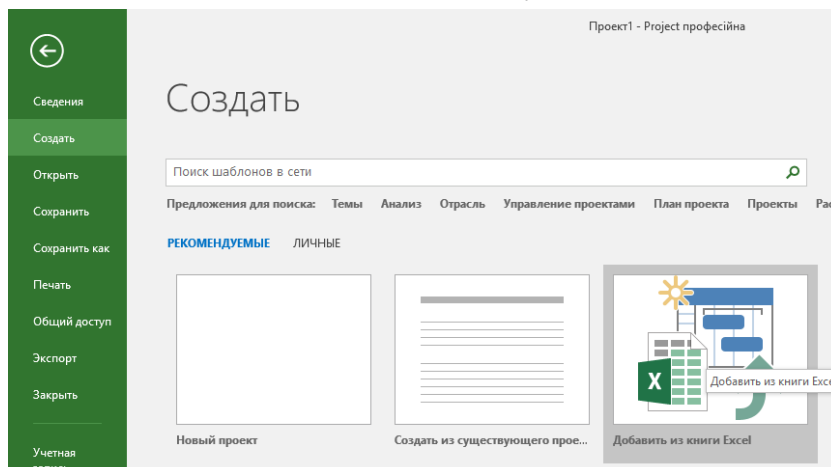 Проект1 - Project професійна
Сведения
Создать
Открыть
Сохранить
Сохранить как
Печать
Общий доступ
Экспорт
Закрыть
Учетная
Создать
Поиск шаблонов в сети
Предложения для поиска: Темы Анализ Отрасль Управление проектами План проекта Проекты
РЕКОМЕНДУЕМЫЕ ЛИЧНЫЕ
X
Добавить из книги
Новый проект
Создать из существующего прое...
Добавить из книги Excel